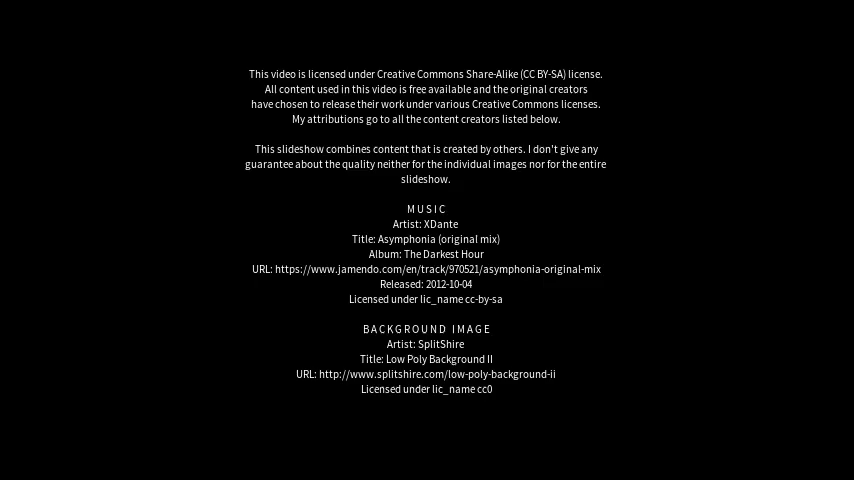 This video is licensed under Creative Commons Share-Alike (CC BY-SA) license.
All content used in this video is free available and the original creators
have chosen to release their work under various Creative Commons licenses.
My attributions go to all the content creators listed below.
This slideshow combines content that is created by others. I don't give any
guarantee about the quality neither for the individual images nor for the entire
slideshow.
MUSIC
Artist: XDante
Title: Asymphonia (original mix)
Album: The Darkest Hour
URL: https://www.jamendo.com/en/track/970521/asymphonia-original-mix
Released: 2012-10-04
Licensed under lic_name cc-by-sa
BACKGROUND IMAGE
Artist: SplitShire
Title: Low Poly Background II
URL: http://www.splitshire.com/low-poly-background-ii
Licensed under lic_name cc0